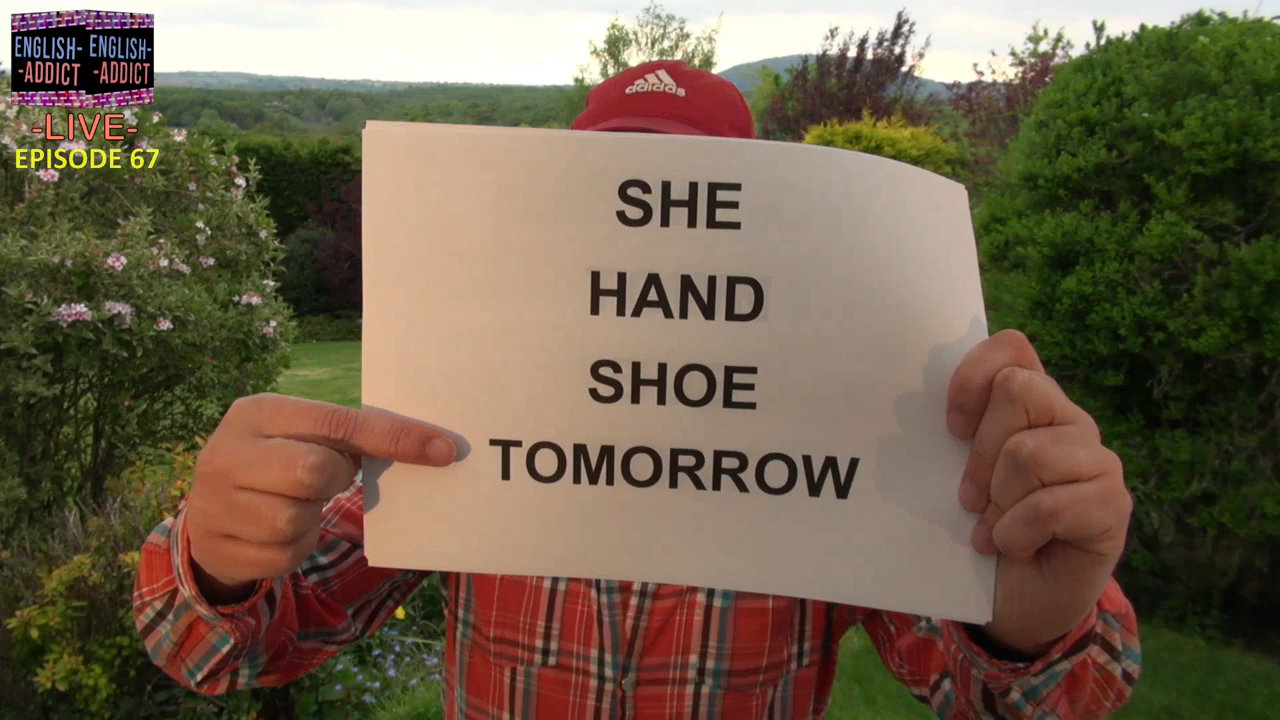 ENGLISH- ENGLISH-
-ADDICT -ADDICT
-LIVE-
EPISODE 67
adidas
SHE
HAND
SHOE
TOMORROW